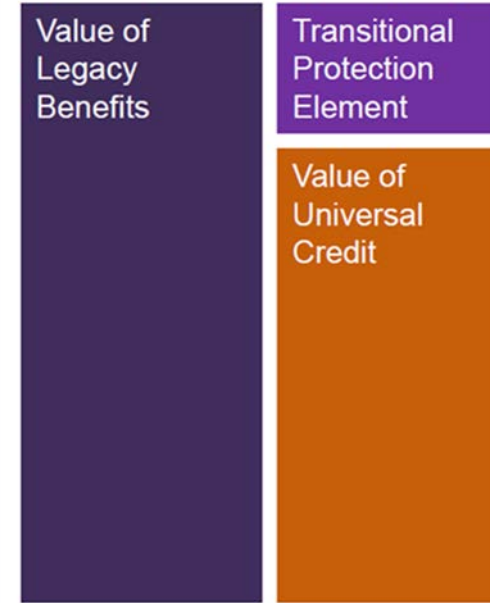 Value of
Legacy
Benefits
Transitional
Protection
Element
Value of
Universal
Credit